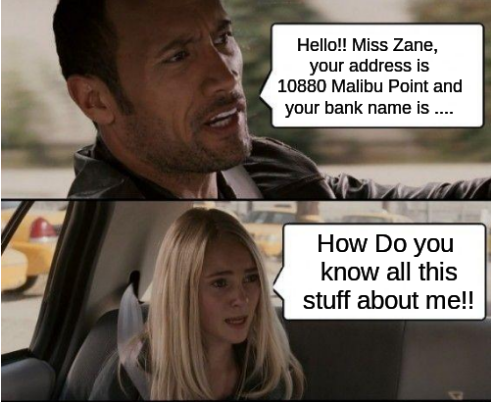 Hello!! Miss Zane,
your address is
10880 Malibu Point and
your bank name is ....
How Do you
know all this
stuff about me!!